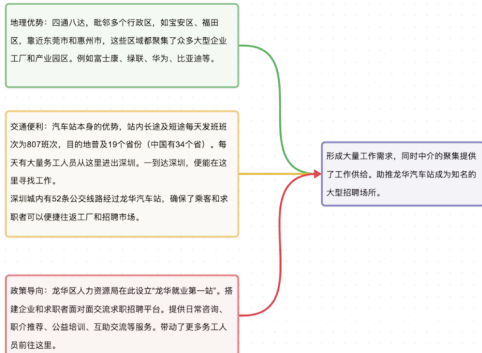 地理优势：四通八达，毗邻多个行政区，如宝安区、福田
区，靠近东莞市和惠州市，这些区域都聚集了众多大型企业
工厂和产业园区。例如富士康、绿联、华为、比亚迪等。
交通便利：汽车站本身的优势，站内长途及短途每天发班班
次为807班次，目的地普及19个省份（中国有34个省）。每
天有大量务工人员从这里进出深圳。一到达深圳，便能在这
里寻找工作。
深圳城内有52条公交线路经过龙华汽车站，确保了乘客和求
职者可以便捷往返工厂和招聘市场。
形成大量工作需求，同时中介的聚集提供
了工作供给。助推龙华汽车站成为知名的
大型招聘场所。
政策导向：龙华区人力资源局在此设立“龙华就业第一站”。搭
建企业和求职者面对面交流求职招聘平台。提供日常咨询、
职介推荐、公益培训、互助交流等服务。带动了更多务工人
员前往这里。